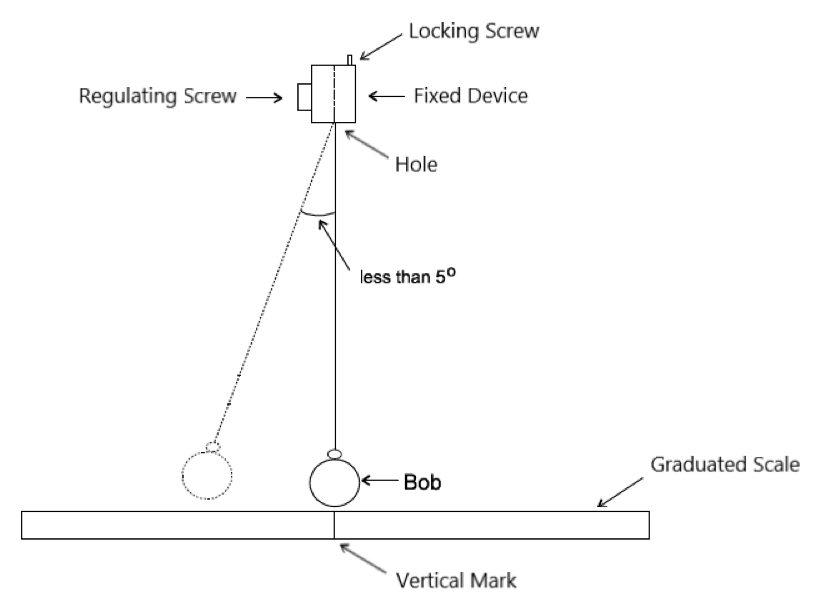 Locking Screw
Regulating Screw
Fixed Device
Hole
less than 5º
Graduated Scale
Bob
Vertical Mark